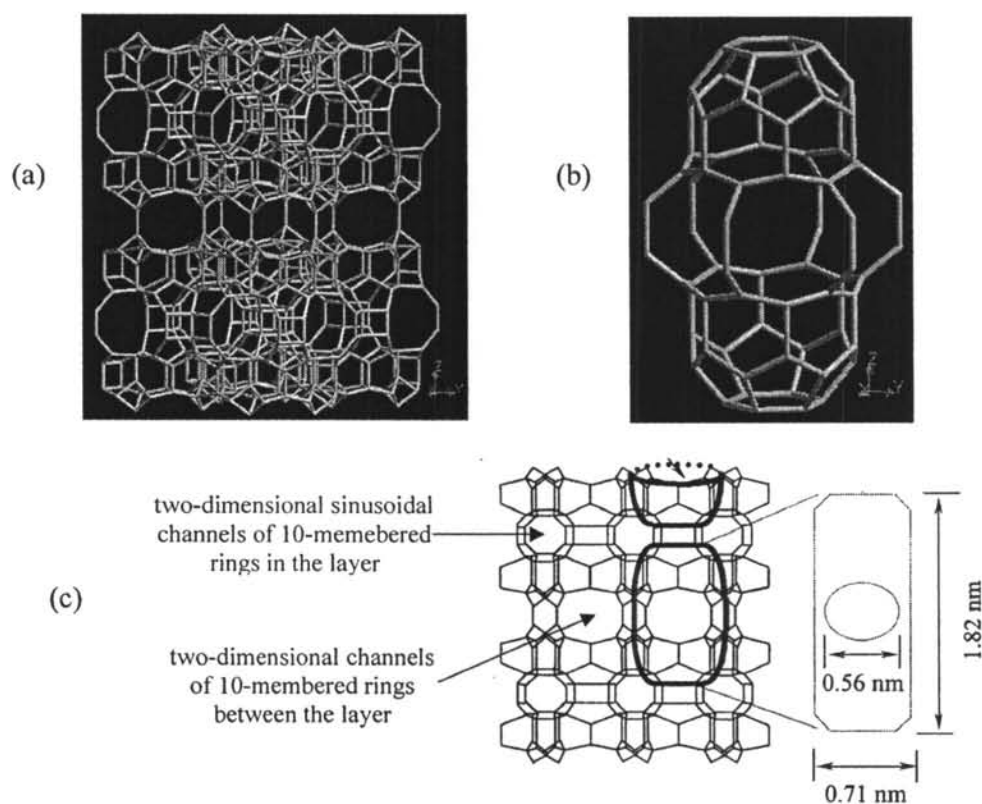 (a)
(b)
two-dimensional sinusoidal
channels of 10-memebered
rings in the layer
(c)
two-dimensional channels
of 10-membered rings
between the layer
0.56 nm
1.82 nm
0.71 nm